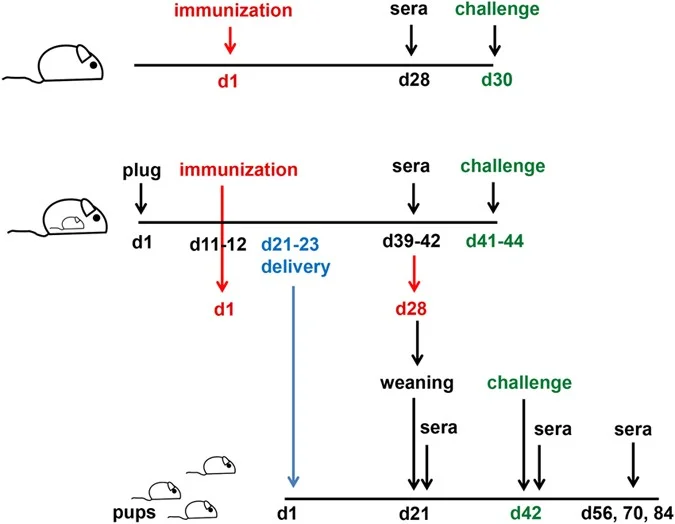 immunization sera challenge
d1 d28 d30
plug immunization sera challenge
d1 d11-12 d21-23 d39-42 d41-44
delivery
d1 d28
weaning challenge
sera sera sera
pups d1 d21 d42 d56, 70, 84